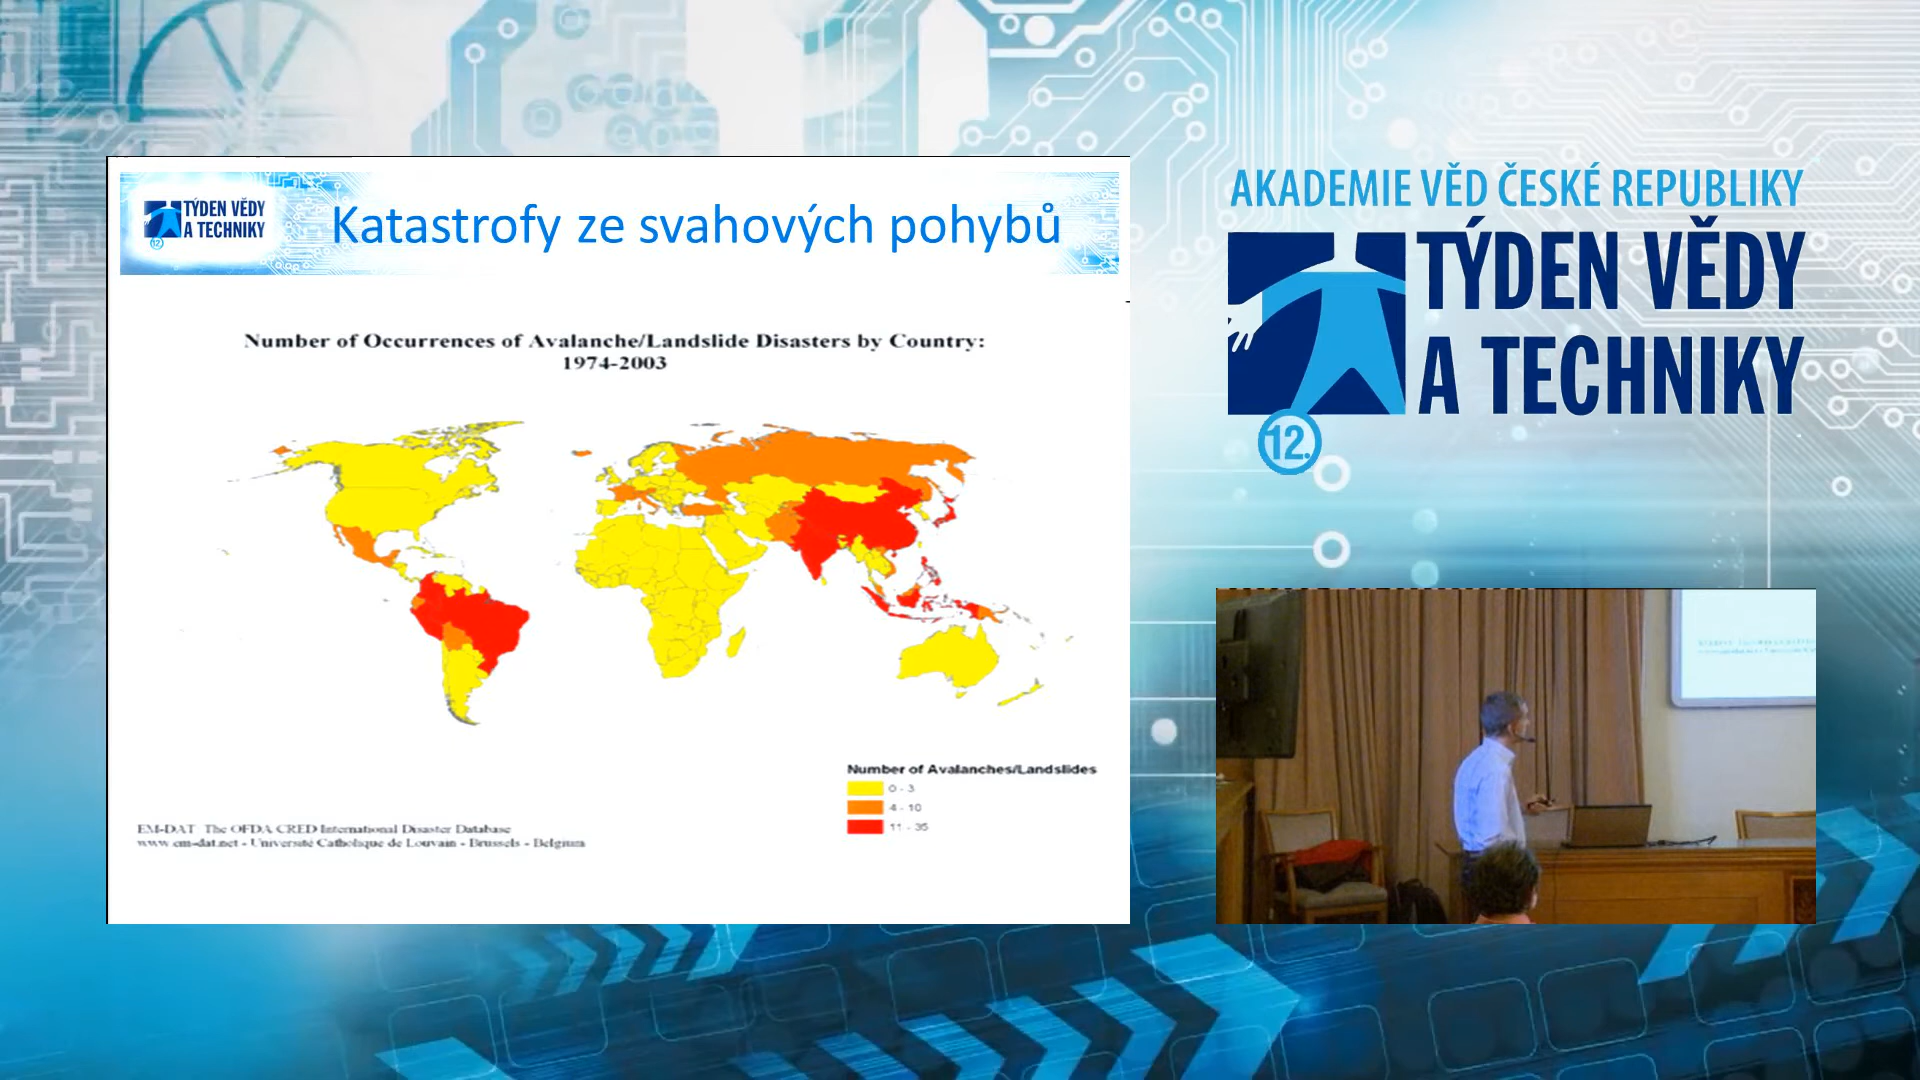 TÝDEN VĚDY
A TECHNIKY
12.
Katastrofy ze svahových pohybů
Number of Occurrences of Avalanche/Landslide Disasters by Country:
1974-2003
Number of Avalanches/Landslides
0 - 3
4 - 10
11 - 35
EM-DAT The OFDA/CRED International Disaster Database
www.em-dat.net - Université Catholique de Louvain - Brussels - Belgium
AKADEMIE VĚD ČESKÉ REPUBLIKY
TÝDEN VĚDY
A TECHNIKY
12.